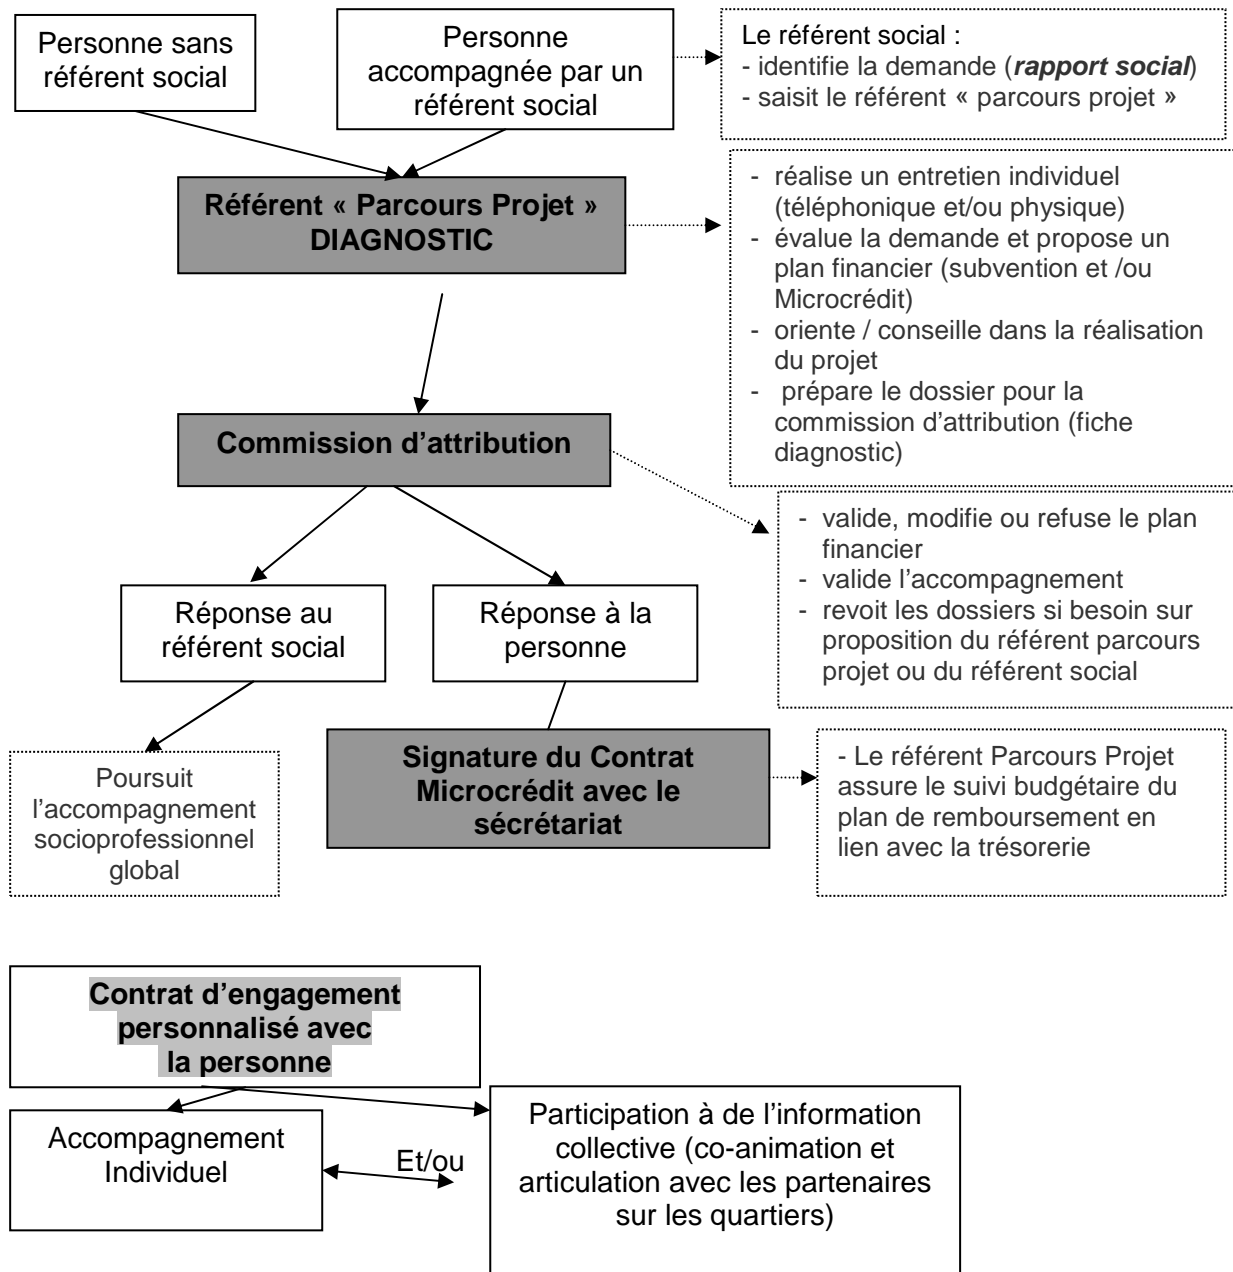 Personne sans
référent social
Personne
accompagnée par un
référent social
Le référent social :
- identifie la demande (rapport social)
- saisit le référent « parcours projet »
Référent « Parcours Projet »
DIAGNOSTIC
- réalise un entretien individuel
(téléphonique et/ou physique)
- évalue la demande et propose un
plan financier (subvention et /ou
Microcrédit)
- oriente / conseille dans la réalisation
du projet
- prépare le dossier pour la
commission d'attribution (fiche
diagnostic)
Commission d'attribution
- valide, modifie ou refuse le plan
financier
- valide l'accompagnement
- revoit les dossiers si besoin sur
proposition du référent parcours
projet ou du référent social
Réponse au
référent social
Réponse à la
personne
Poursuit
l'accompagnement
socioprofessionnel
global
Signature du Contrat
Microcrédit avec le
sécrétariat
- Le référent Parcours Projet
assure le suivi budgétaire du
plan de remboursement en
lien avec la trésorerie
Contrat d'engagement
personnalisé avec
la personne
Accompagnement
Individuel
Et/ou
Participation à de l'information
collective (co-animation et
articulation avec les partenaires
sur les quartiers)